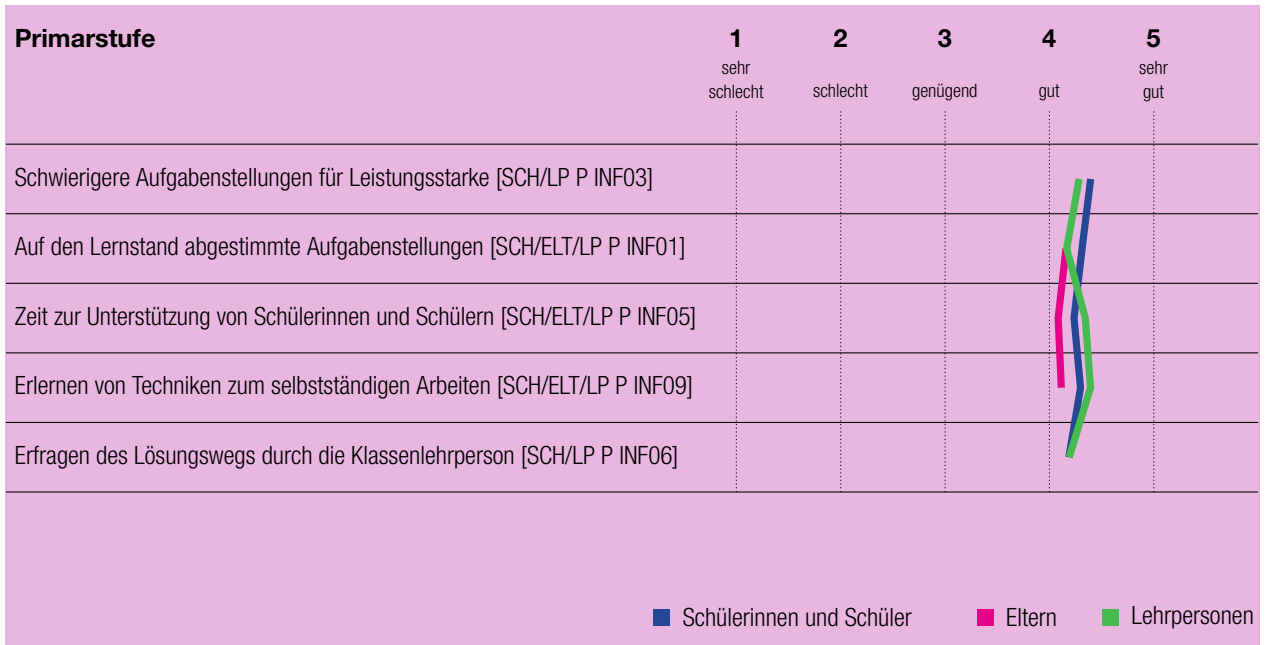 Primarstufe 1 2 3 4 5
sehr sehr
schlecht schlecht genügend gut gut
Schwierigere Aufgabenstellungen für Leistungsstarke [SCH/LP P INF03]
Auf den Lernstand abgestimmte Aufgabenstellungen [SCH/ELT/LP P INF01]
Zeit zur Unterstützung von Schülerinnen und Schülern [SCH/ELT/LP P INF05]
Erlernen von Techniken zum selbstständigen Arbeiten [SCH/ELT/LP P INF09]
Erfragen des Lösungswegs durch die Klassenlehrperson [SCH/LP P INF06]
Schülerinnen und Schüler Eltern Lehrpersonen